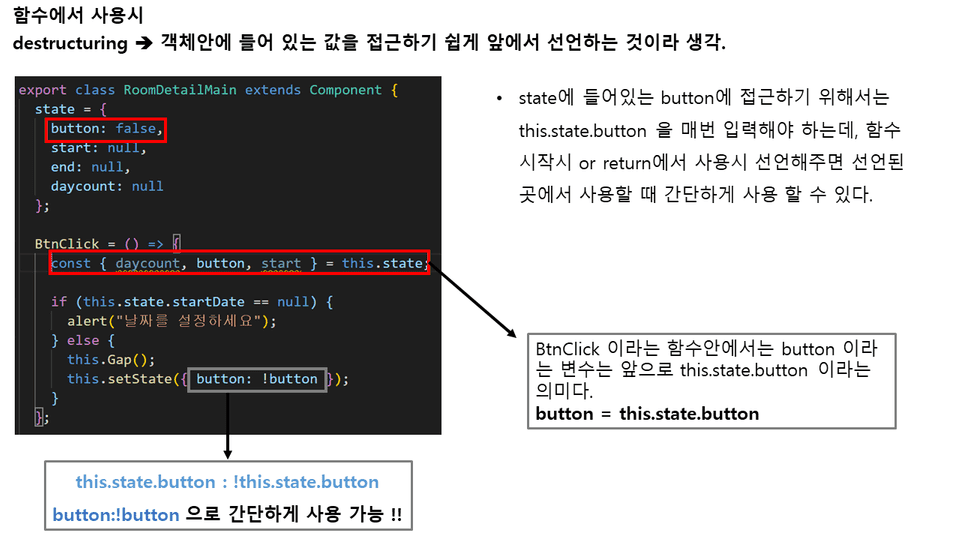 함수에서 사용시
destructuring ➔ 객체안에 들어 있는 값을 접근하기 쉽게 앞에서 선언하는 것이라 생각.
export class RoomDetailMain extends Component {
state = {
button: false,
start: null,
end: null,
daycount: null
};
BtnClick = () => {
const { daycount, button, start } = this.state;
if (this.state.startDate == null) {
alert("날짜를 설정하세요");
} else {
this.Gap();
this.setState({ button: !button });
}
};
• state에 들어있는 button에 접근하기 위해서는
this.state.button 을 매번 입력해야 하는데, 함수
시작시 or return에서 사용시 선언해주면 선언된
곳에서 사용할 때 간단하게 사용 할 수 있다.
BtnClick 이라는 함수안에서는 button 이라
는 변수는 앞으로 this.state.button 이라는
의미다.
button = this.state.button
this.state.button : !this.state.button
button:!button 으로 간단하게 사용 가능 !!